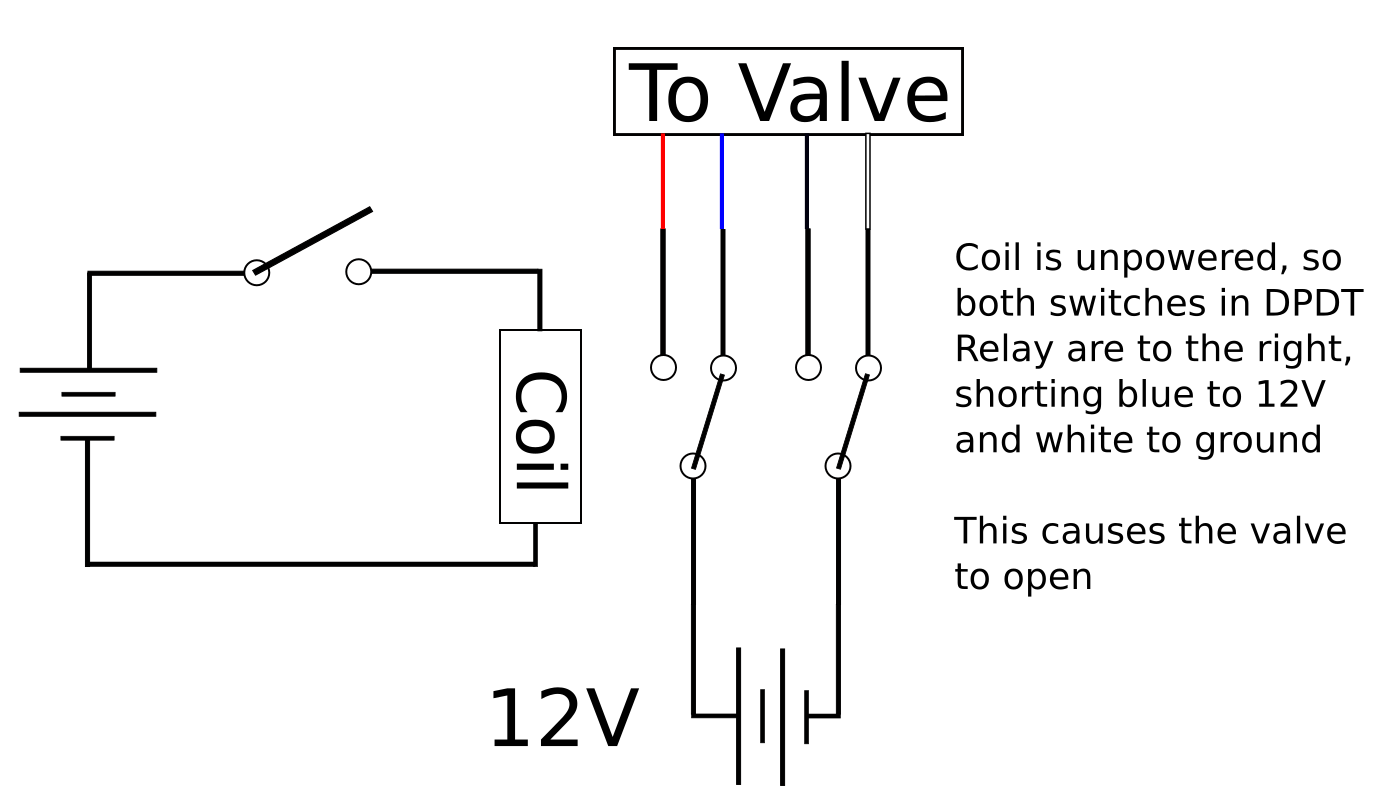 To Valve
Coil
12V
Coil is unpowered, so
both switches in DPDT
Relay are to the right,
shorting blue to 12V
and white to ground
This causes the valve
to open